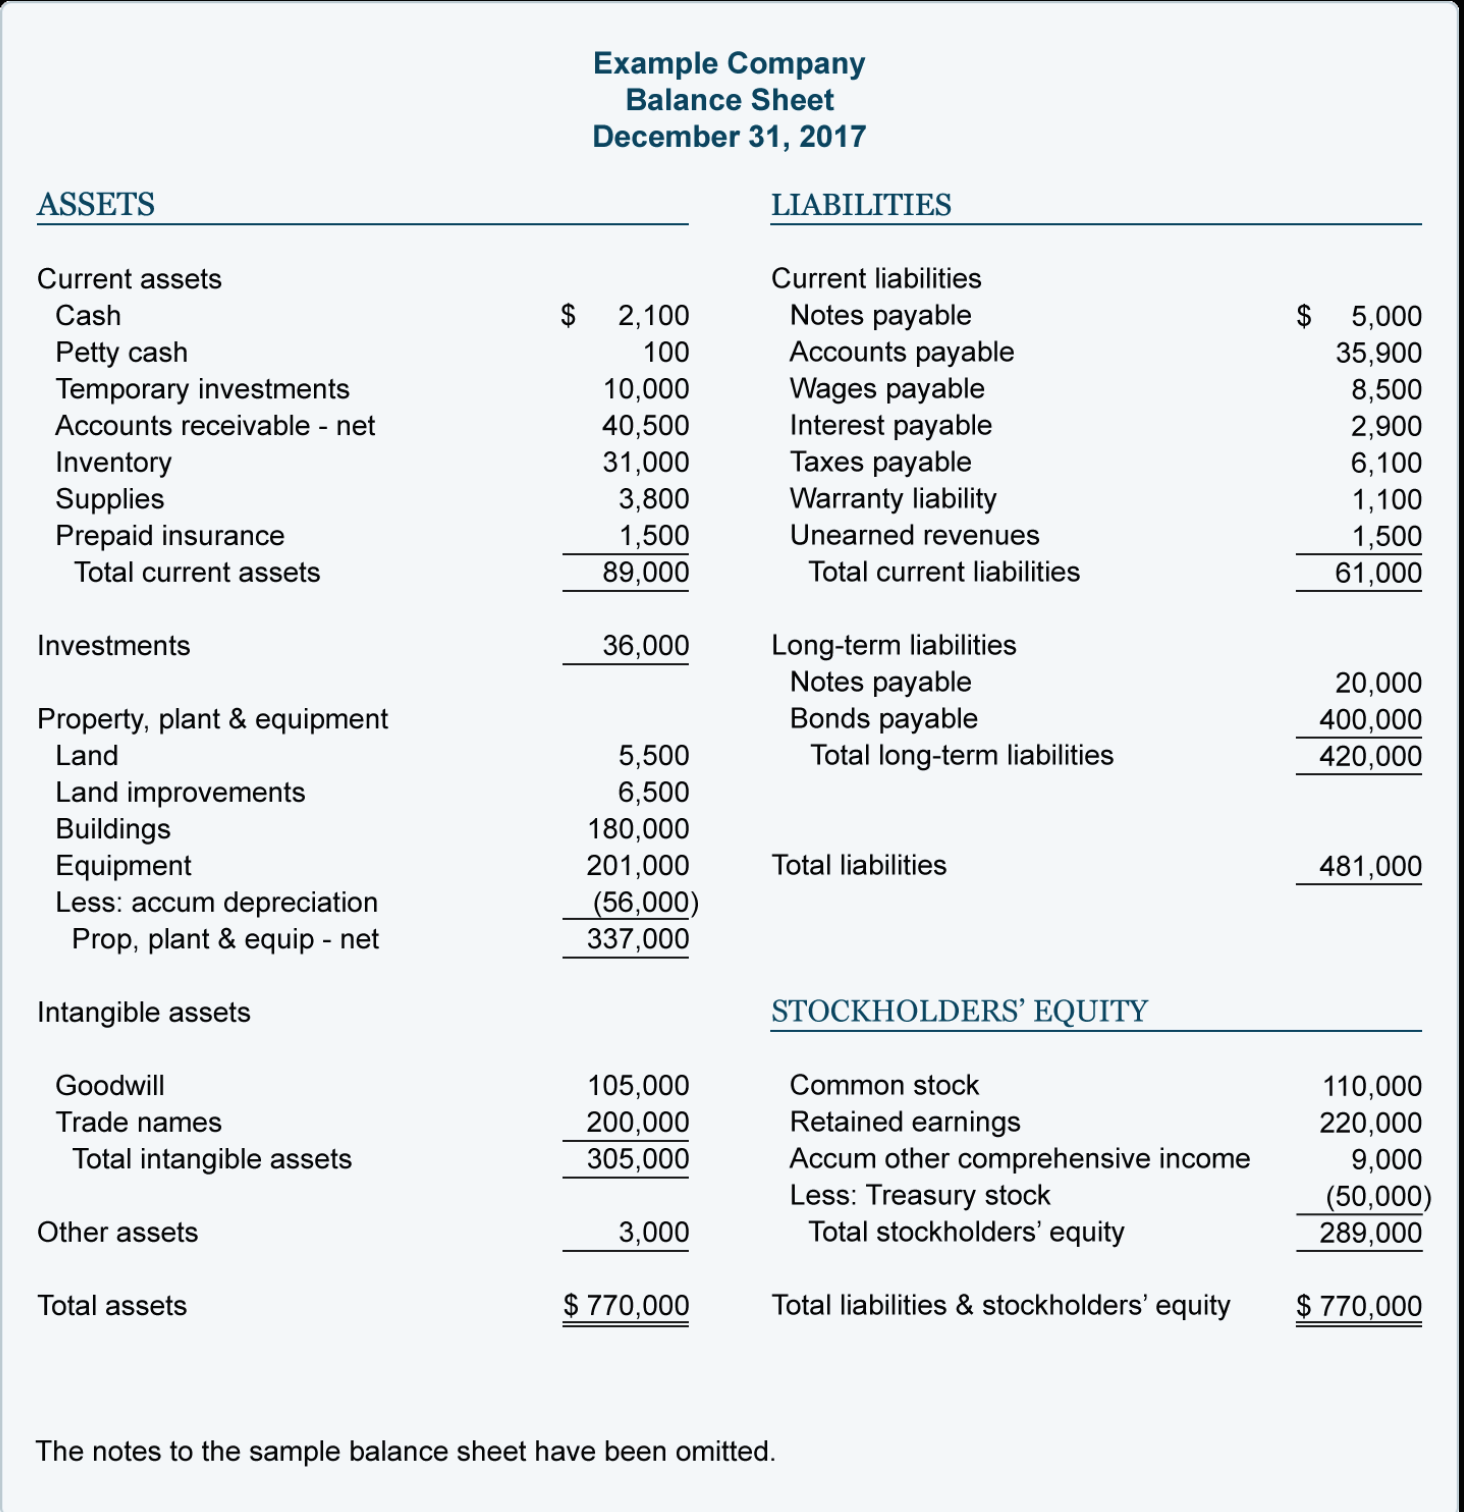 Example Company
Balance Sheet
December 31, 2017
ASSETS
Current assets
Cash $ 2,100
Petty cash 100
Temporary investments 10,000
Accounts receivable - net 40,500
Inventory 31,000
Supplies 3,800
Prepaid insurance 1,500
Total current assets 89,000
Investments 36,000
Property, plant & equipment
Land 5,500
Land improvements 6,500
Buildings 180,000
Equipment 201,000
Less: accum depreciation (56,000)
Prop, plant & equip - net 337,000
Intangible assets
Goodwill 105,000
Trade names 200,000
Total intangible assets 305,000
Other assets 3,000
Total assets $ 770,000
LIABILITIES
Current liabilities
Notes payable $ 5,000
Accounts payable 35,900
Wages payable 8,500
Interest payable 2,900
Taxes payable 6,100
Warranty liability 1,100
Unearned revenues 1,500
Total current liabilities 61,000
Long-term liabilities
Notes payable 20,000
Bonds payable 400,000
Total long-term liabilities 420,000
Total liabilities 481,000
STOCKHOLDERS’ EQUITY
Common stock 110,000
Retained earnings 220,000
Accum other comprehensive income 9,000
Less: Treasury stock (50,000)
Total stockholders’ equity 289,000
Total liabilities & stockholders’ equity $ 770,000
The notes to the sample balance sheet have been omitted.